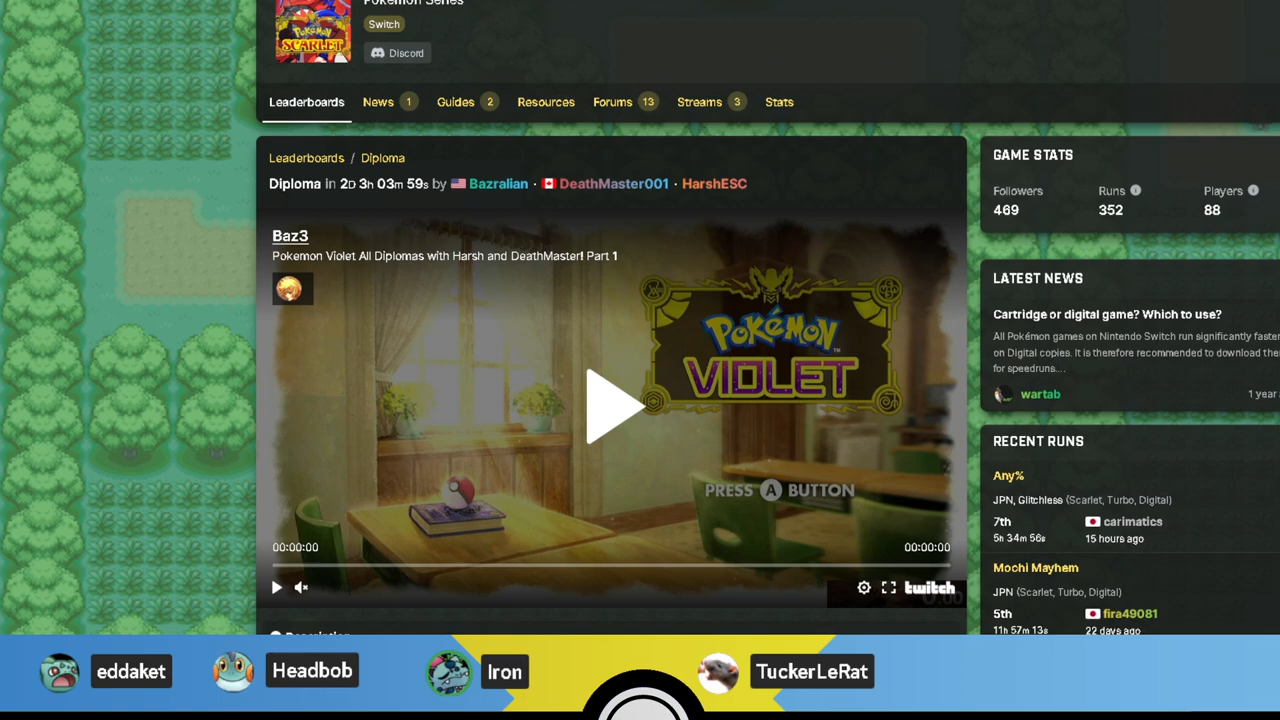 Pokémon Series
Switch
POKÉMON
SCARLET
Discord
Leaderboards News 1 Guides 2 Resources Forums 13 Streams 3 Stats
Leaderboards / Diploma
Diploma in 2D 3h 03m 59s by Bazralian · DeathMaster001 · HarshESC
Baz3
Pokemon Violet All Diplomas with Harsh and DeathMaster! Part 1
POKÉMON
VIOLET
PRESS A BUTTON
00:00:00 00:00:00
twitch
Description
GAME STATS
Followers Runs Players
469 352 88
LATEST NEWS
Cartridge or digital game? Which to use?
All Pokémon games on Nintendo Switch run significantly faster
on Digital copies. It is therefore recommended to download
for speedruns....
wartab 1 year
RECENT RUNS
Any%
JPN, Glitchless (Scarlet, Turbo, Digital)
7th carimatics
5h 34m 56s 15 hours ago
Mochi Mayhem
JPN (Scarlet, Turbo, Digital)
5th fira49081
11h 57m 13s 22 days ago
eddaket Headbob Iron TuckerLeRat